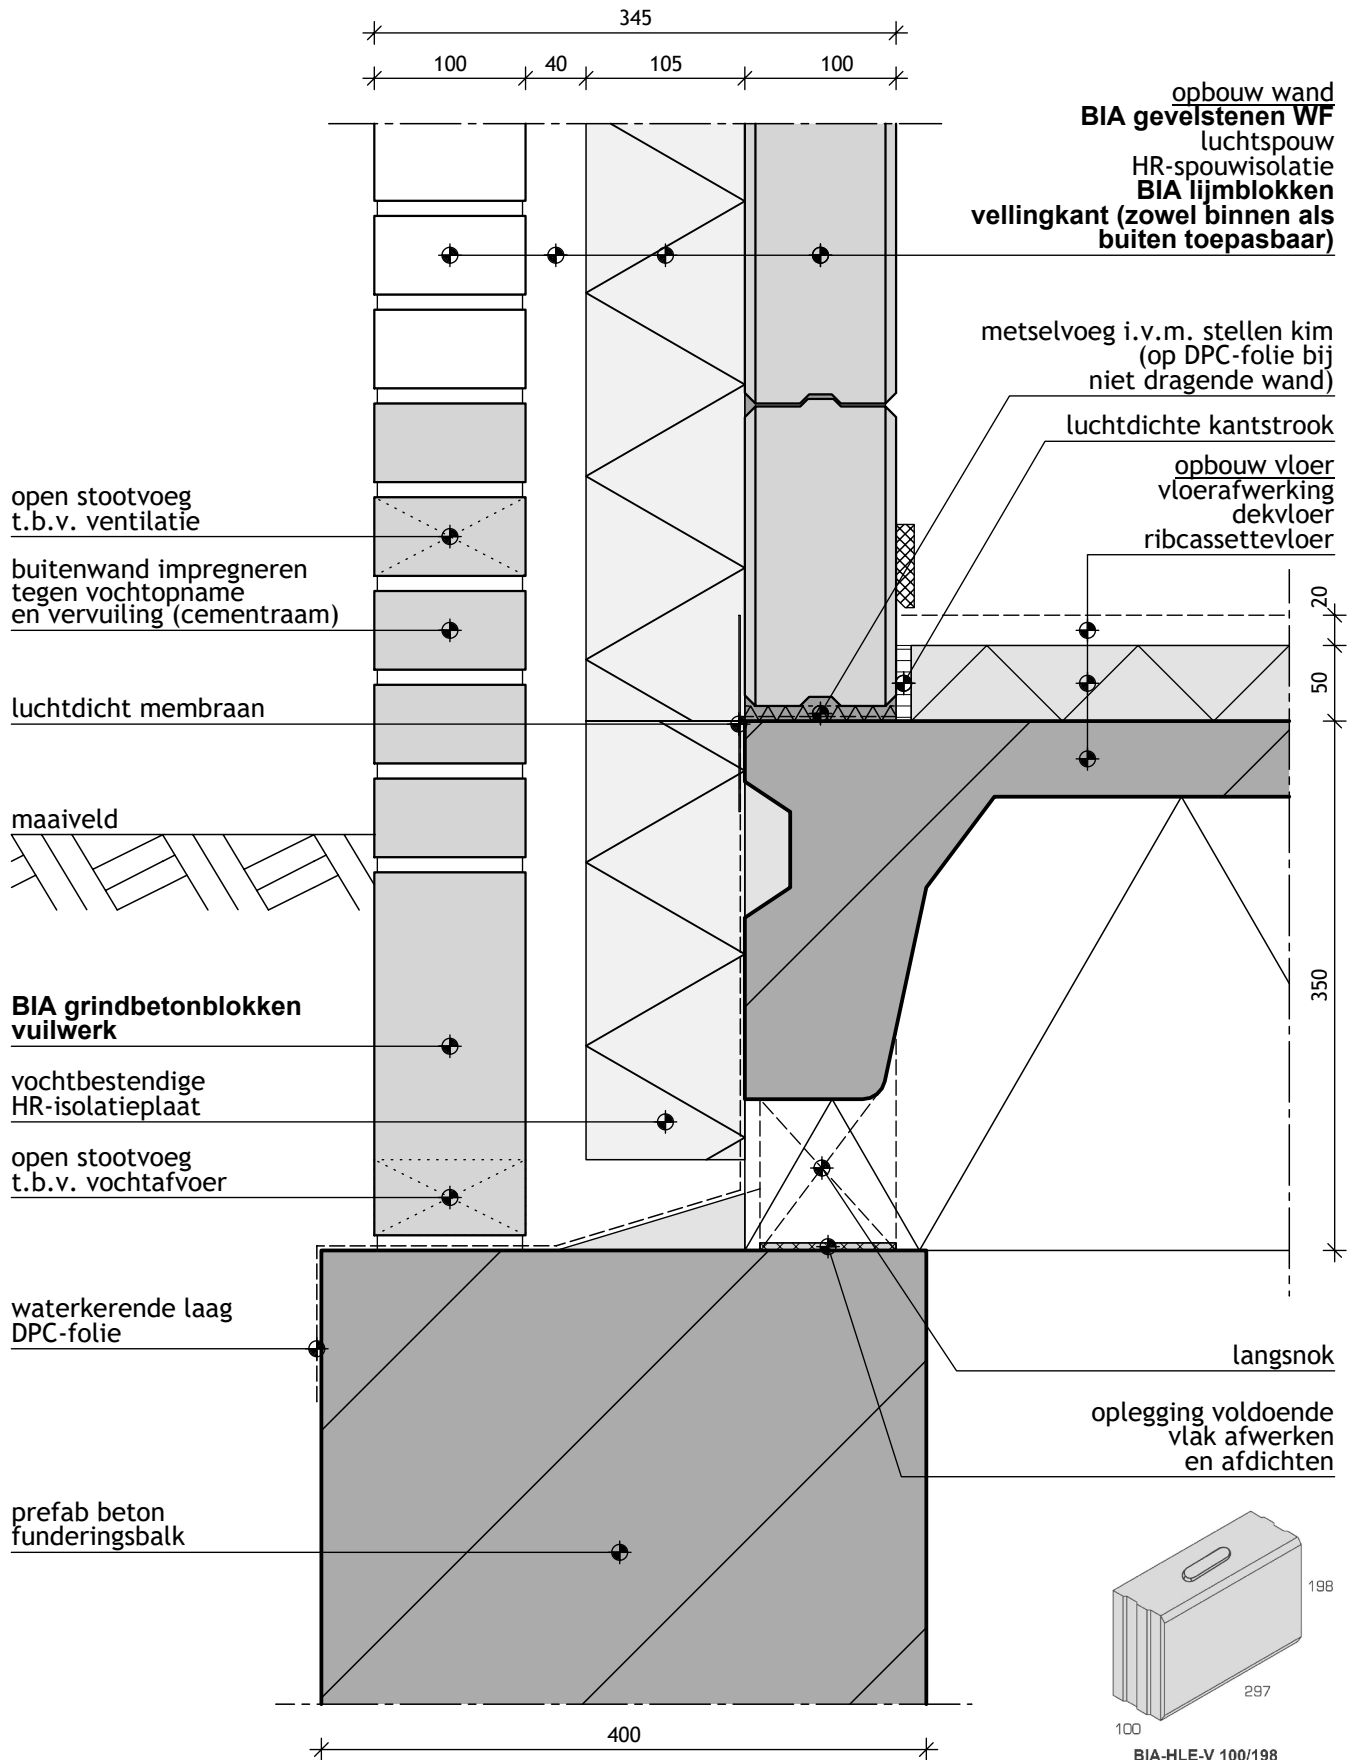 345
100
40
105
100
opbouw wand
BIA gevelstenen WF
luchtspouw
HR-spouwisolatie
BIA lijmblokken
vellingkant (zowel binnen als
buiten toepasbaar)
metselvoeg i.v.m. stellen kim
(op DPC-folie bij
niet dragende wand)
luchtdichte kantstrook
opbouw vloer
vloerafwerking
dekvloer
ribcassettevloer
open stootvoeg
t.b.v. ventilatie
buitenwand impregneren
tegen vochtopname
en vervuiling (cementraam)
luchtdicht membraan
maaiveld
BIA grindbetonblokken
vuilwerk
vochtbestendige
HR-isolatieplaat
open stootvoeg
t.b.v. vochtafvoer
waterkerende laag
DPC-folie
prefab beton
funderingsbalk
20
50
350
langsnok
oplegging voldoende
vlak afwerken
en afdichten
198
297
100
BIA-HLE-V 100/198
400